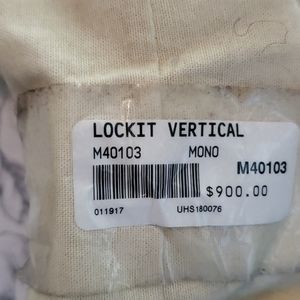 LOCKIT VERTICAL
M40103 MONO
M40103
$900.00
011917 UHS180076